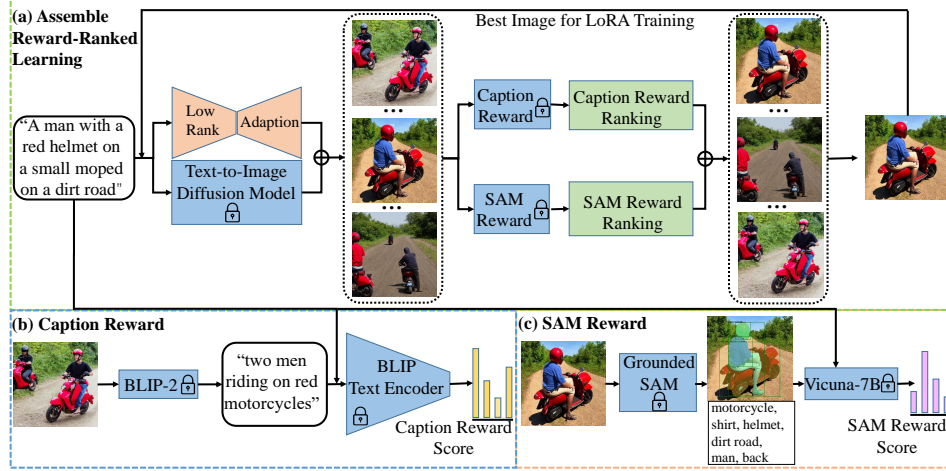 (a) Assemble
Reward-Ranked
Learning
Best Image for LoRA Training
“A man with a
red helmet on
a small moped
on a dirt road"
Low
Rank
Adaption
Text-to-Image
Diffusion Model
•••
•••
Caption
Reward
Caption Reward
Ranking
SAM
Reward
SAM Reward
Ranking
•••
•••
(b) Caption Reward
BLIP-2
“two men
riding on red
motorcycles”
BLIP
Text Encoder
Caption Reward
Score
(c) SAM Reward
Grounded
SAM
motorcycle,
shirt, helmet,
dirt road,
man, back
Vicuna-7B
SAM Reward
Score